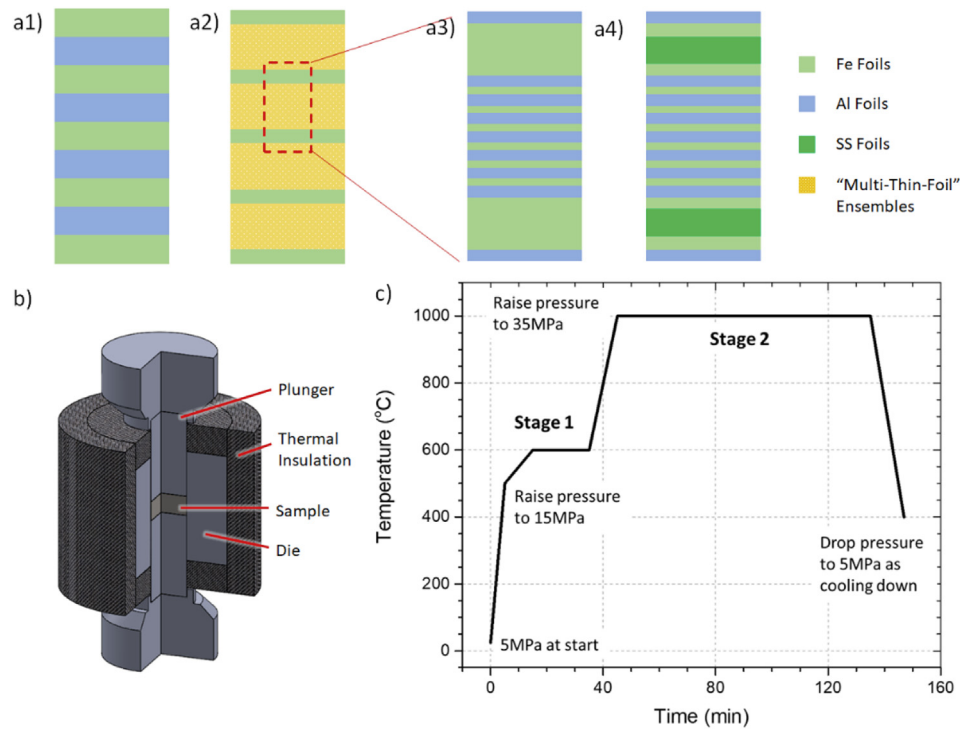 a1)
a2)
a3)
a4)
Fe Foils
Al Foils
SS Foils
“Multi-Thin-Foil”
Ensembles
b)
Plunger
Thermal
Insulation
Sample
Die
c)
Raise pressure
to 35MPa
Stage 2
Stage 1
Raise pressure
to 15MPa
Drop pressure
to 5MPa as
cooling down
5MPa at start
Temperature (°C)
1000
800
600
400
200
0
0
40
80
120
160
Time (min)